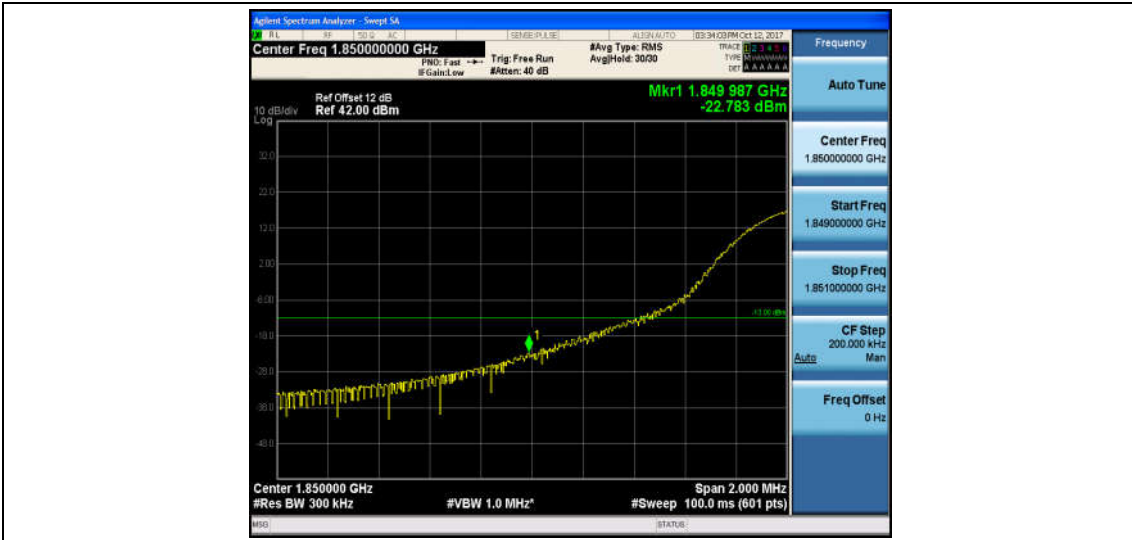 Agilent Spectrum Analyzer - Swept SA
RL RF 50 Ω AC SENSE:PULSE ALIGN AUTO 03:34:03 PM Oct 12, 2017
Center Freq 1.850000000 GHz
PNO: Fast
IFGain:Low
Trig: Free Run
#Atten: 40 dB
#Avg Type: RMS
Avg|Hold: 30/30
TRACE 1 2 3 4 5 6
TYPE M
DET A A A A A A
Frequency
Mkr1 1.849 987 GHz
-22.783 dBm
Ref Offset 12 dB
10 dB/div Ref 42.00 dBm
Log
32.0
22.0
12.0
2.00
-8.00
-13.00 dBm
-18.0
1
-28.0
-38.0
-48.0
Center 1.850000 GHz Span 2.000 MHz
#Res BW 300 kHz #VBW 1.0 MHz* #Sweep 100.0 ms (601 pts)
MSG STATUS
Auto Tune
Center Freq
1.850000000 GHz
Start Freq
1.849000000 GHz
Stop Freq
1.851000000 GHz
CF Step
200.000 kHz
Auto Man
Freq Offset
0 Hz